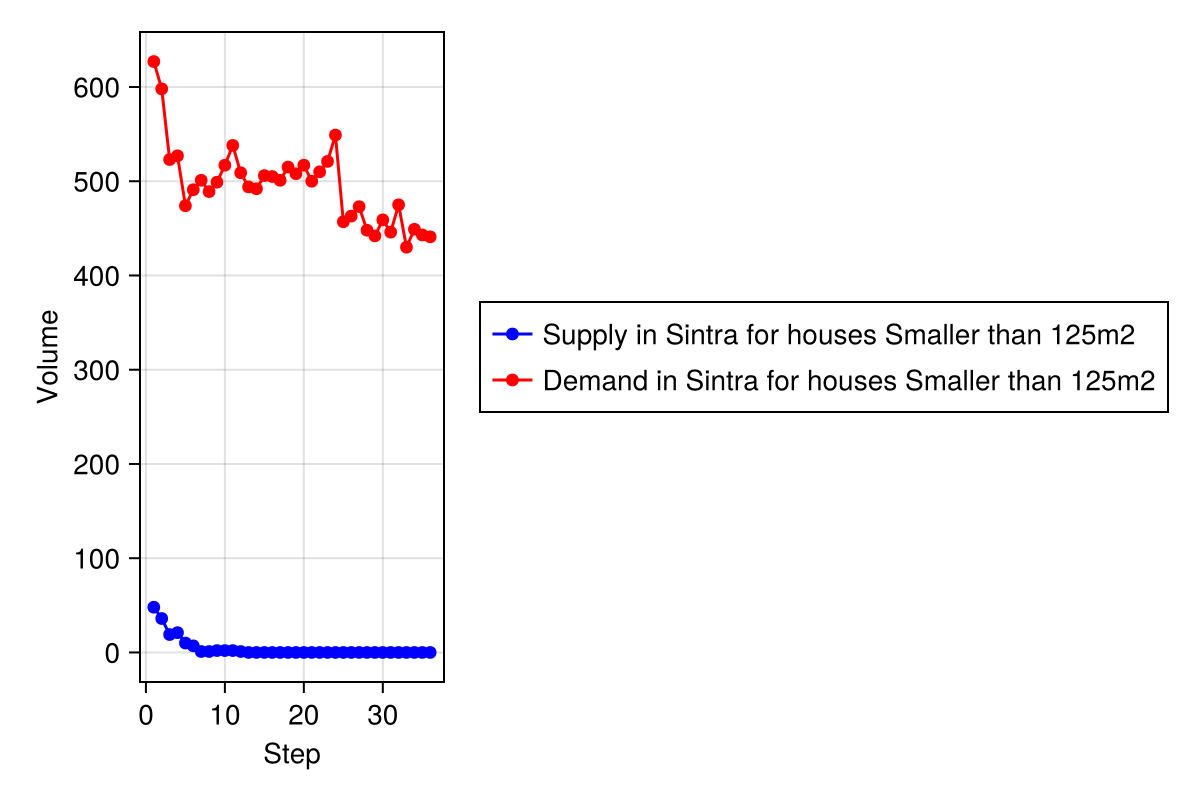 Volume
600
500
400
300
200
100
0
0 10 20 30
Step
Supply in Sintra for houses Smaller than 125m2
Demand in Sintra for houses Smaller than 125m2